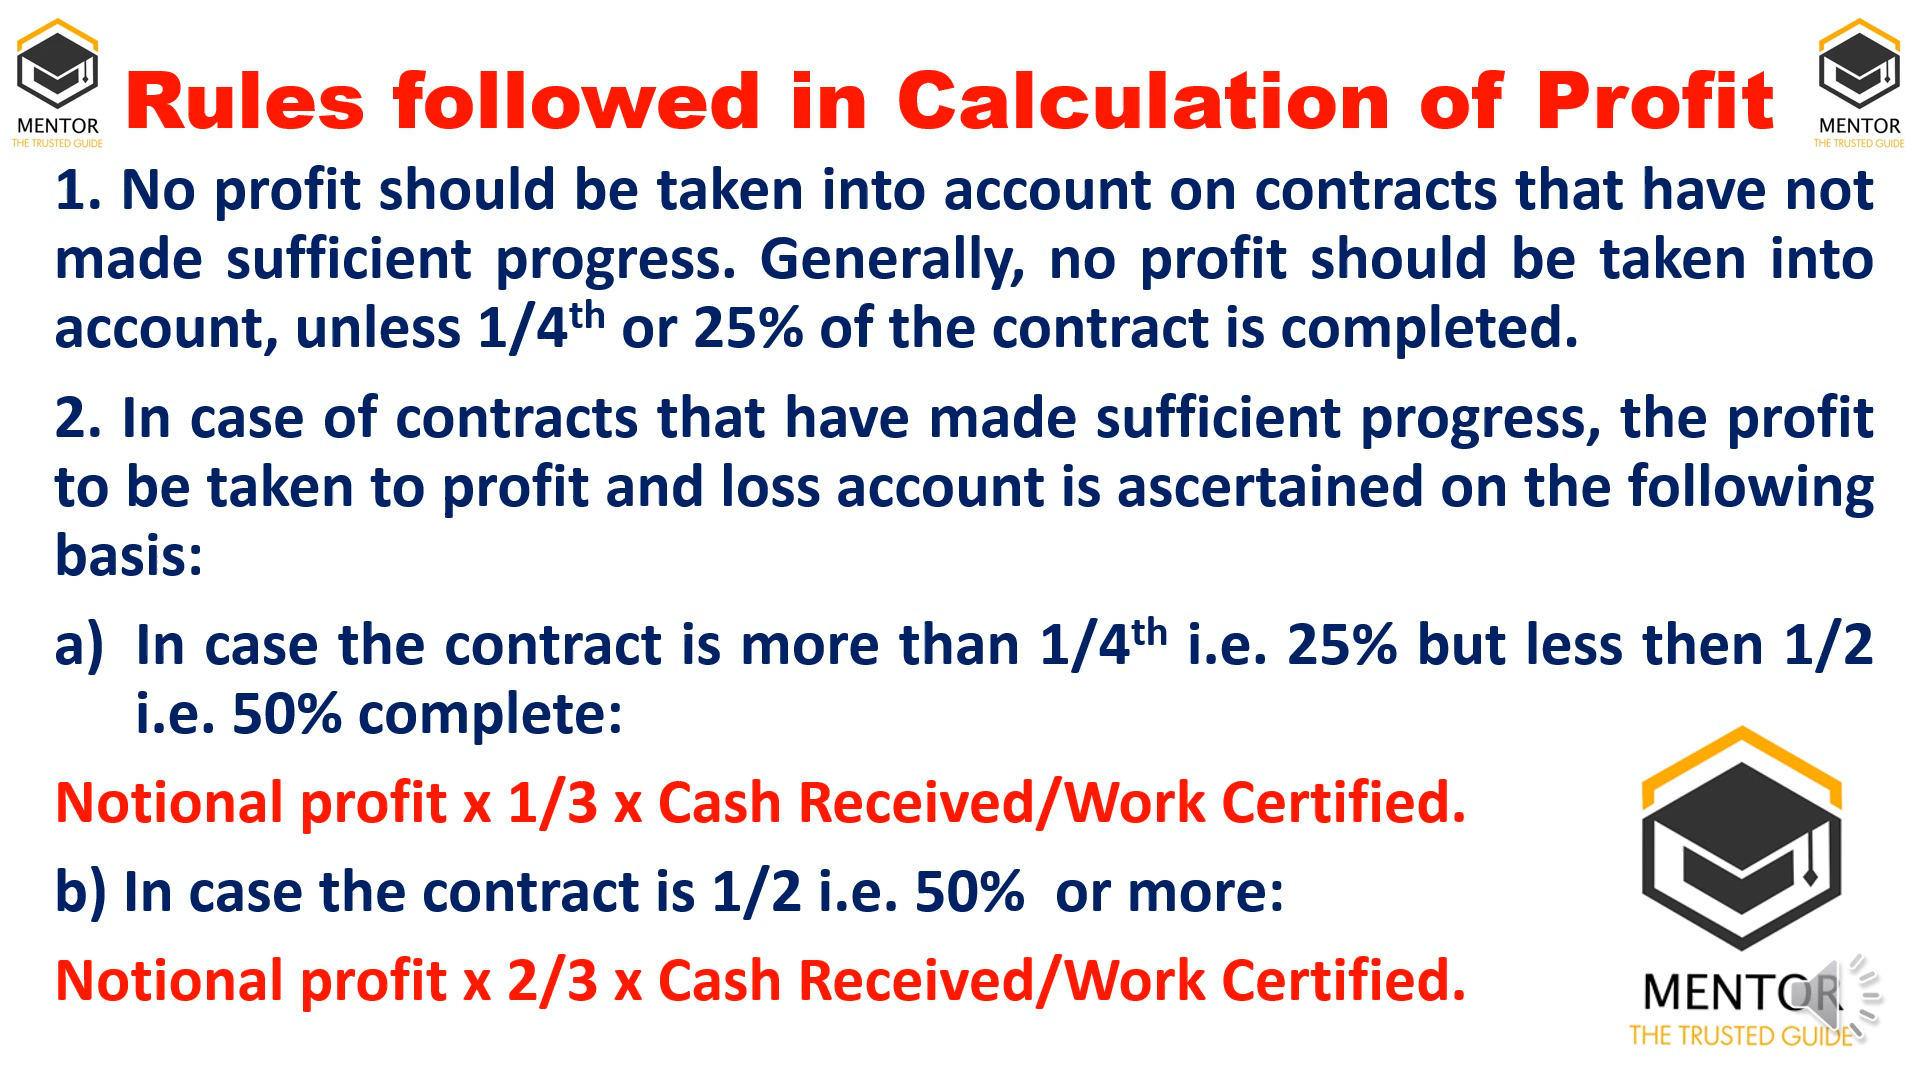 MENTOR
THE TRUSTED GUIDE
Rules followed in Calculation of Profit
MENTOR
THE TRUSTED GUIDE
1. No profit should be taken into account on contracts that have not
made sufficient progress. Generally, no profit should be taken into
account, unless 1/4th or 25% of the contract is completed.
2. In case of contracts that have made sufficient progress, the profit
to be taken to profit and loss account is ascertained on the following
basis:
a) In case the contract is more than 1/4th i.e. 25% but less then 1/2
i.e. 50% complete:
Notional profit x 1/3 x Cash Received/Work Certified.
b) In case the contract is 1/2 i.e. 50%  or more:
Notional profit x 2/3 x Cash Received/Work Certified.
MENTOR
THE TRUSTED GUIDE